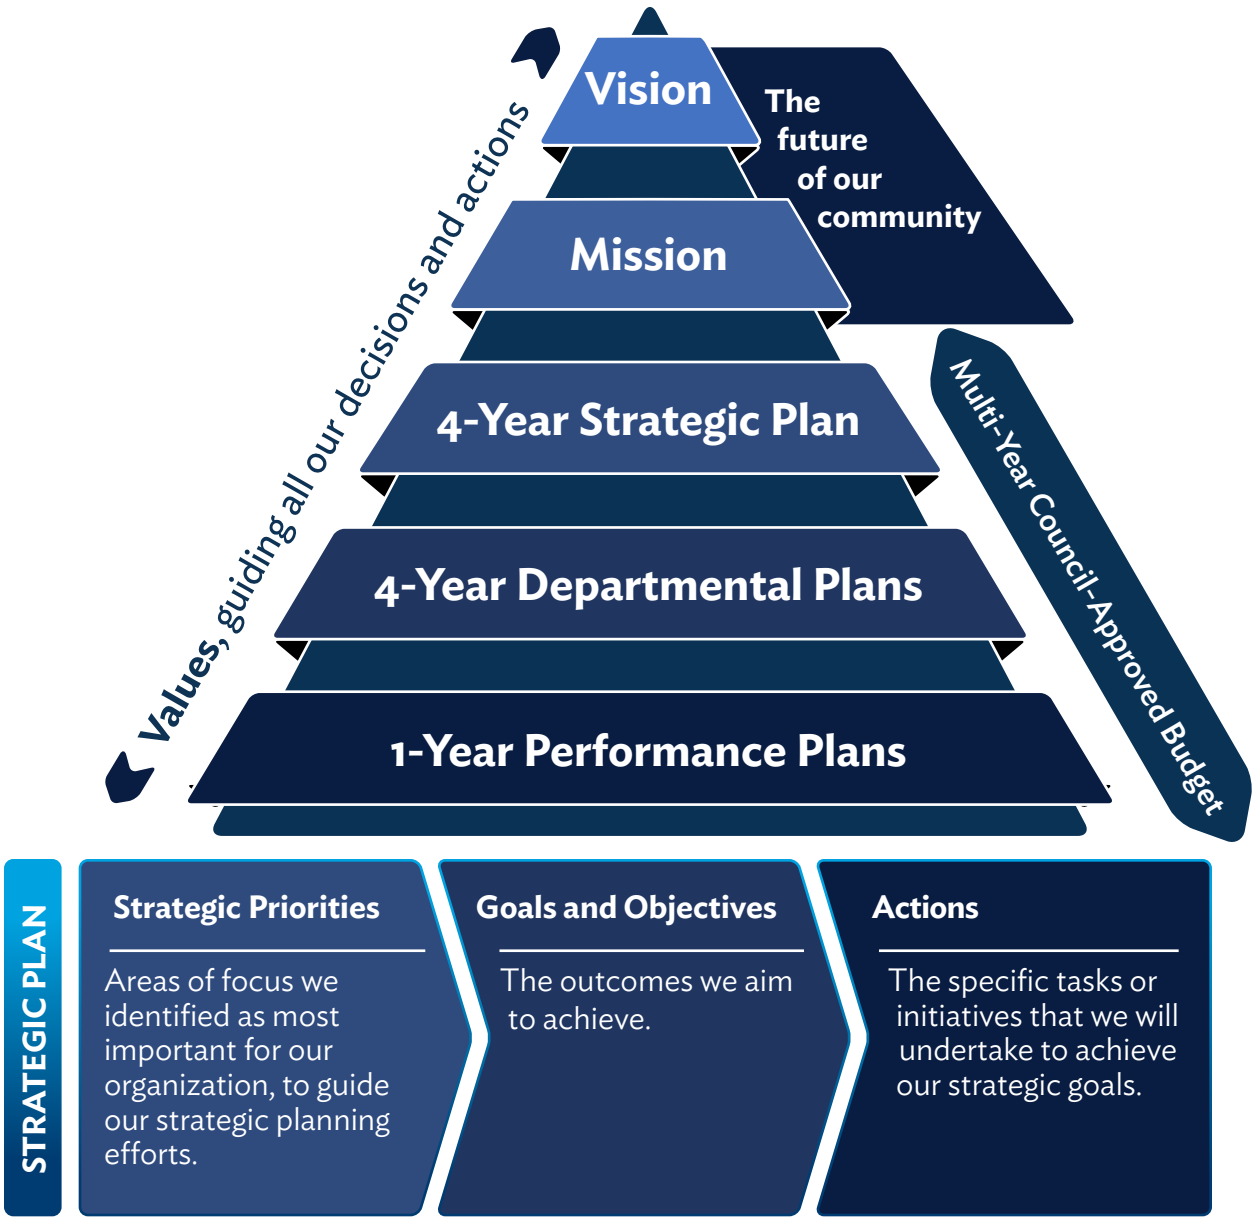 Vision
The
future
of our
community
Mission
4-Year Strategic Plan
4-Year Departmental Plans
1-Year Performance Plans
Values, guiding all our decisions and actions
Multi-Year Council-Approved Budget
STRATEGIC PLAN
Strategic Priorities
Areas of focus we
identified as most
important for our
organization, to guide
our strategic planning
efforts.
Goals and Objectives
The outcomes we aim
to achieve.
Actions
The specific tasks or
initiatives that we will
undertake to achieve
our strategic goals.